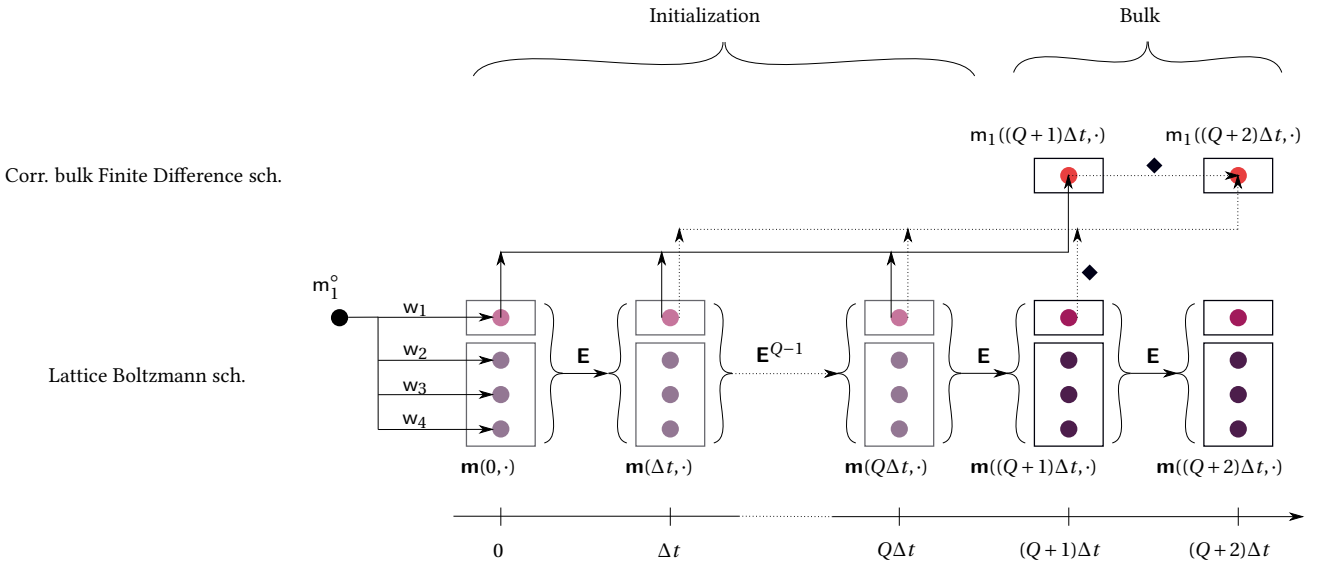 Initialization
Bulk
m₁((Q+1)Δt,·)
m₁((Q+2)Δt,·)
Corr. bulk Finite Difference sch.
m₁°
w₁
w₂
w₃
w₄
E
E^{Q−1}
E
E
Lattice Boltzmann sch.
m(0,·)
m(Δt,·)
m(QΔt,·)
m((Q+1)Δt,·)
m((Q+2)Δt,·)
0
Δt
QΔt
(Q+1)Δt
(Q+2)Δt